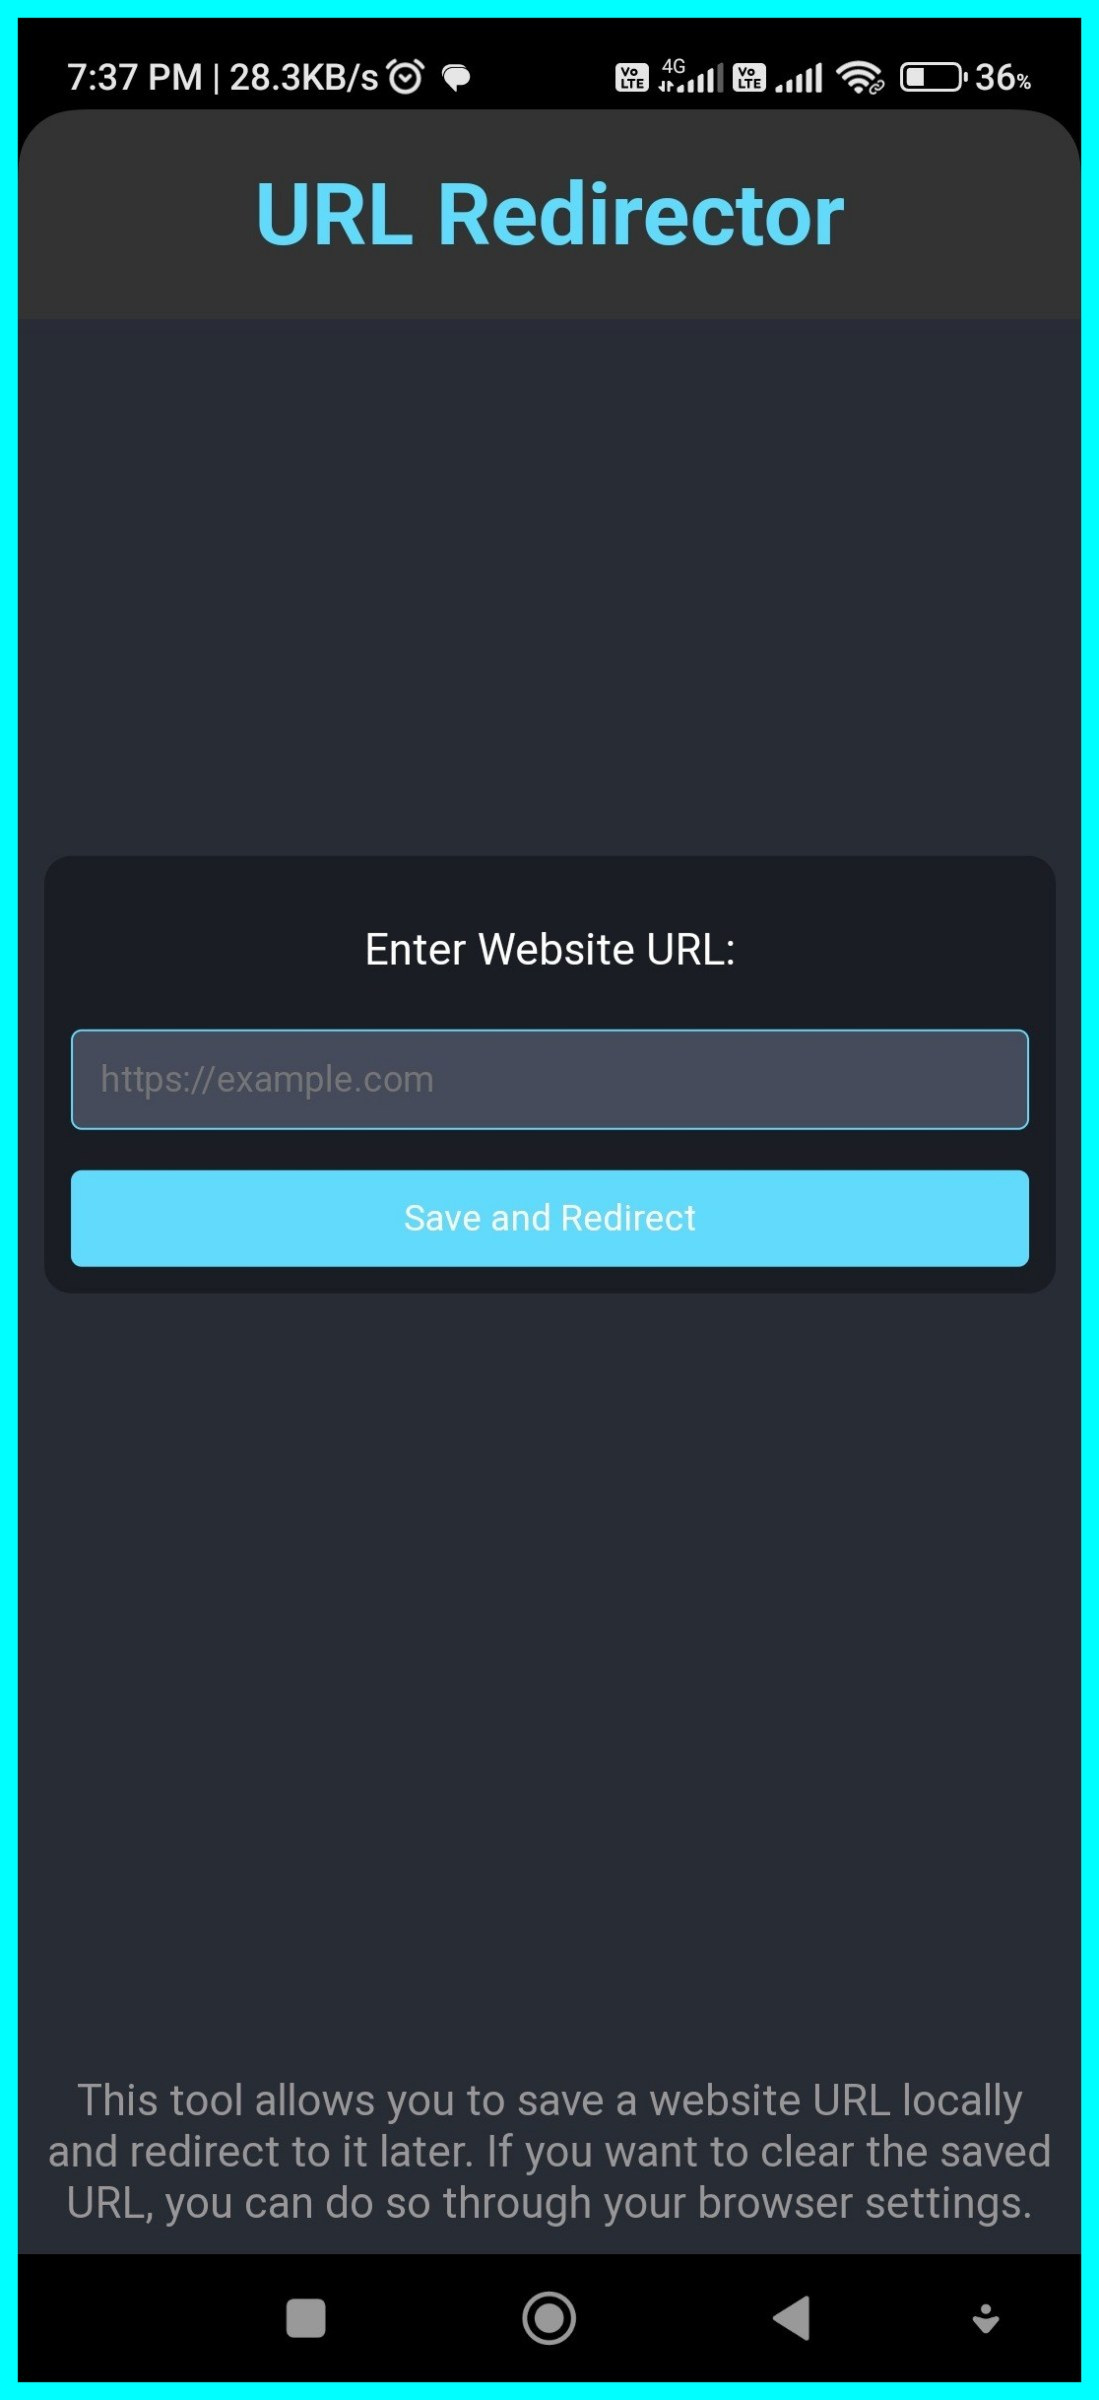 7:37 PM | 28.3KB/s Vo LTE 4G Vo LTE 36%
URL Redirector
Enter Website URL:
https://example.com
Save and Redirect
This tool allows you to save a website URL locally
and redirect to it later. If you want to clear the saved
URL, you can do so through your browser settings.